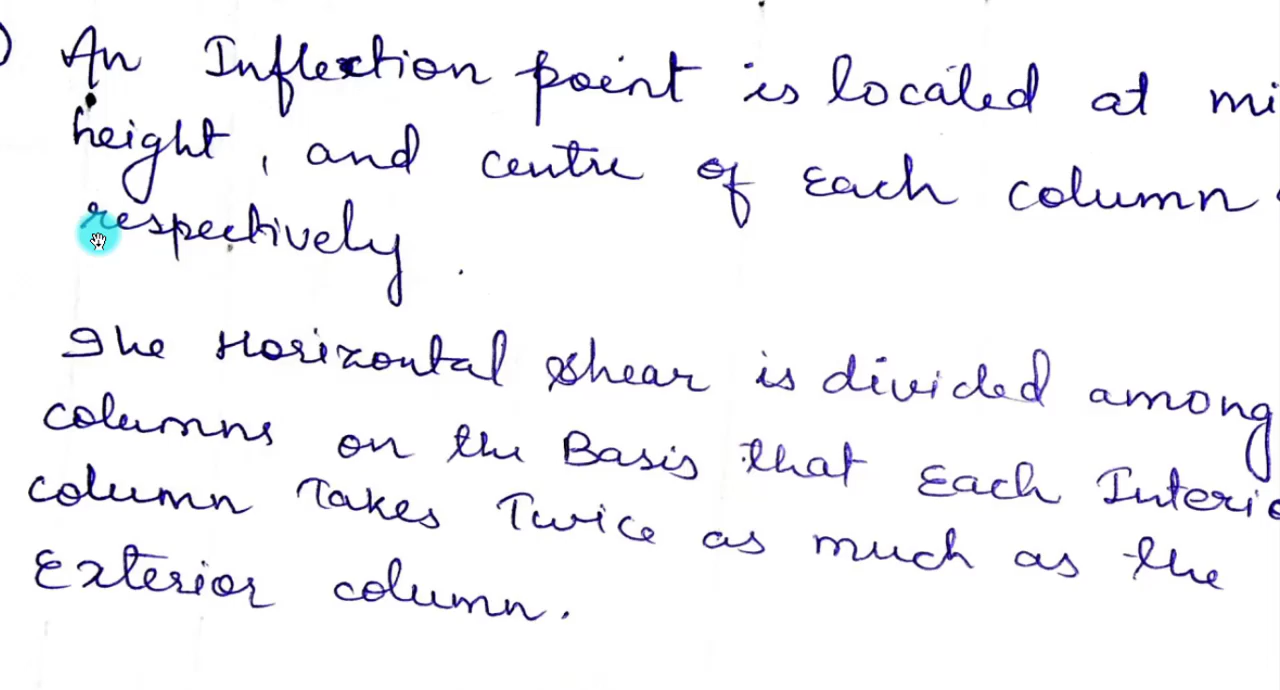 ) An Inflection point is located at mi
height, and centre of each column
respectively.
The Horizontal shear is divided among
columns on the Basis that Each Interio
column Takes Twice as much as the
Exterior column.